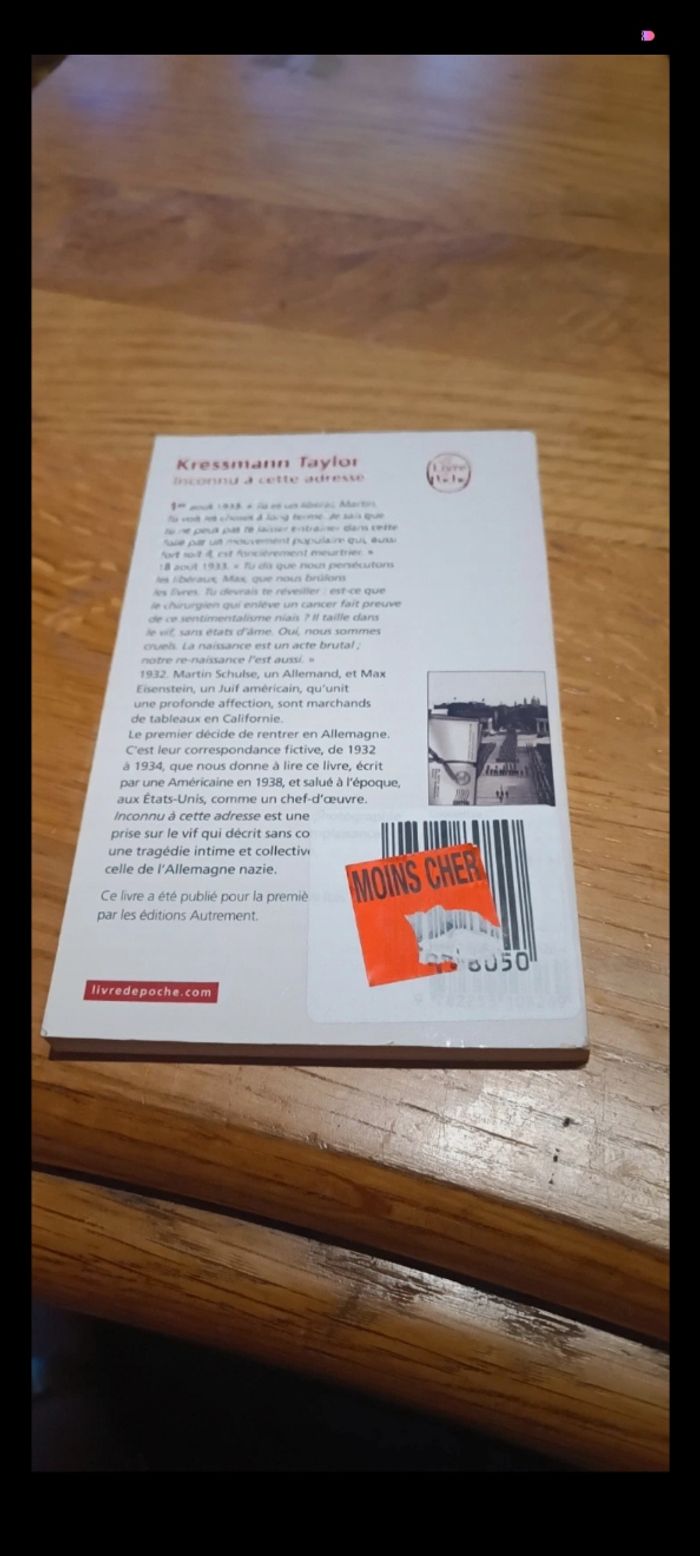 Kressmann Taylor
Inconnu à cette adresse
Livre
1er août 1933. « Tu es un libéral, Martin.
Tu vois les choses à long terme. Je sais que
tu ne peux pas te laisser entraîner dans cette
folie par un mouvement populaire qui, aussi
fort soit-il, est foncièrement meurtrier. »
18 août 1933. « Tu dis que nous persécutons
les libéraux, Max, que nous brûlons
les livres. Tu devrais te réveiller : est-ce que
le chirurgien qui enlève un cancer fait preuve
de ce sentimentalisme niais ? Il taille dans
le vif, sans états d'âme. Oui, nous sommes
cruels. La naissance est un acte brutal ;
notre re-naissance l'est aussi. »
1932. Martin Schulse, un Allemand, et Max
Eisenstein, un Juif américain, qu'unit
une profonde affection, sont marchands
de tableaux en Californie.
Le premier décide de rentrer en Allemagne.
C'est leur correspondance fictive, de 1932
à 1934, que nous donne à lire ce livre, écrit
par une Américaine en 1938, et salué à l'époque,
aux États-Unis, comme un chef-d'œuvre.
Inconnu à cette adresse est une photographie
prise sur le vif qui décrit sans complaisance
une tragédie intime et collective
celle de l'Allemagne nazie.
Ce livre a été publié pour la premiè
par les éditions Autrement.
MOINS CHER
8050
livredepoche.com